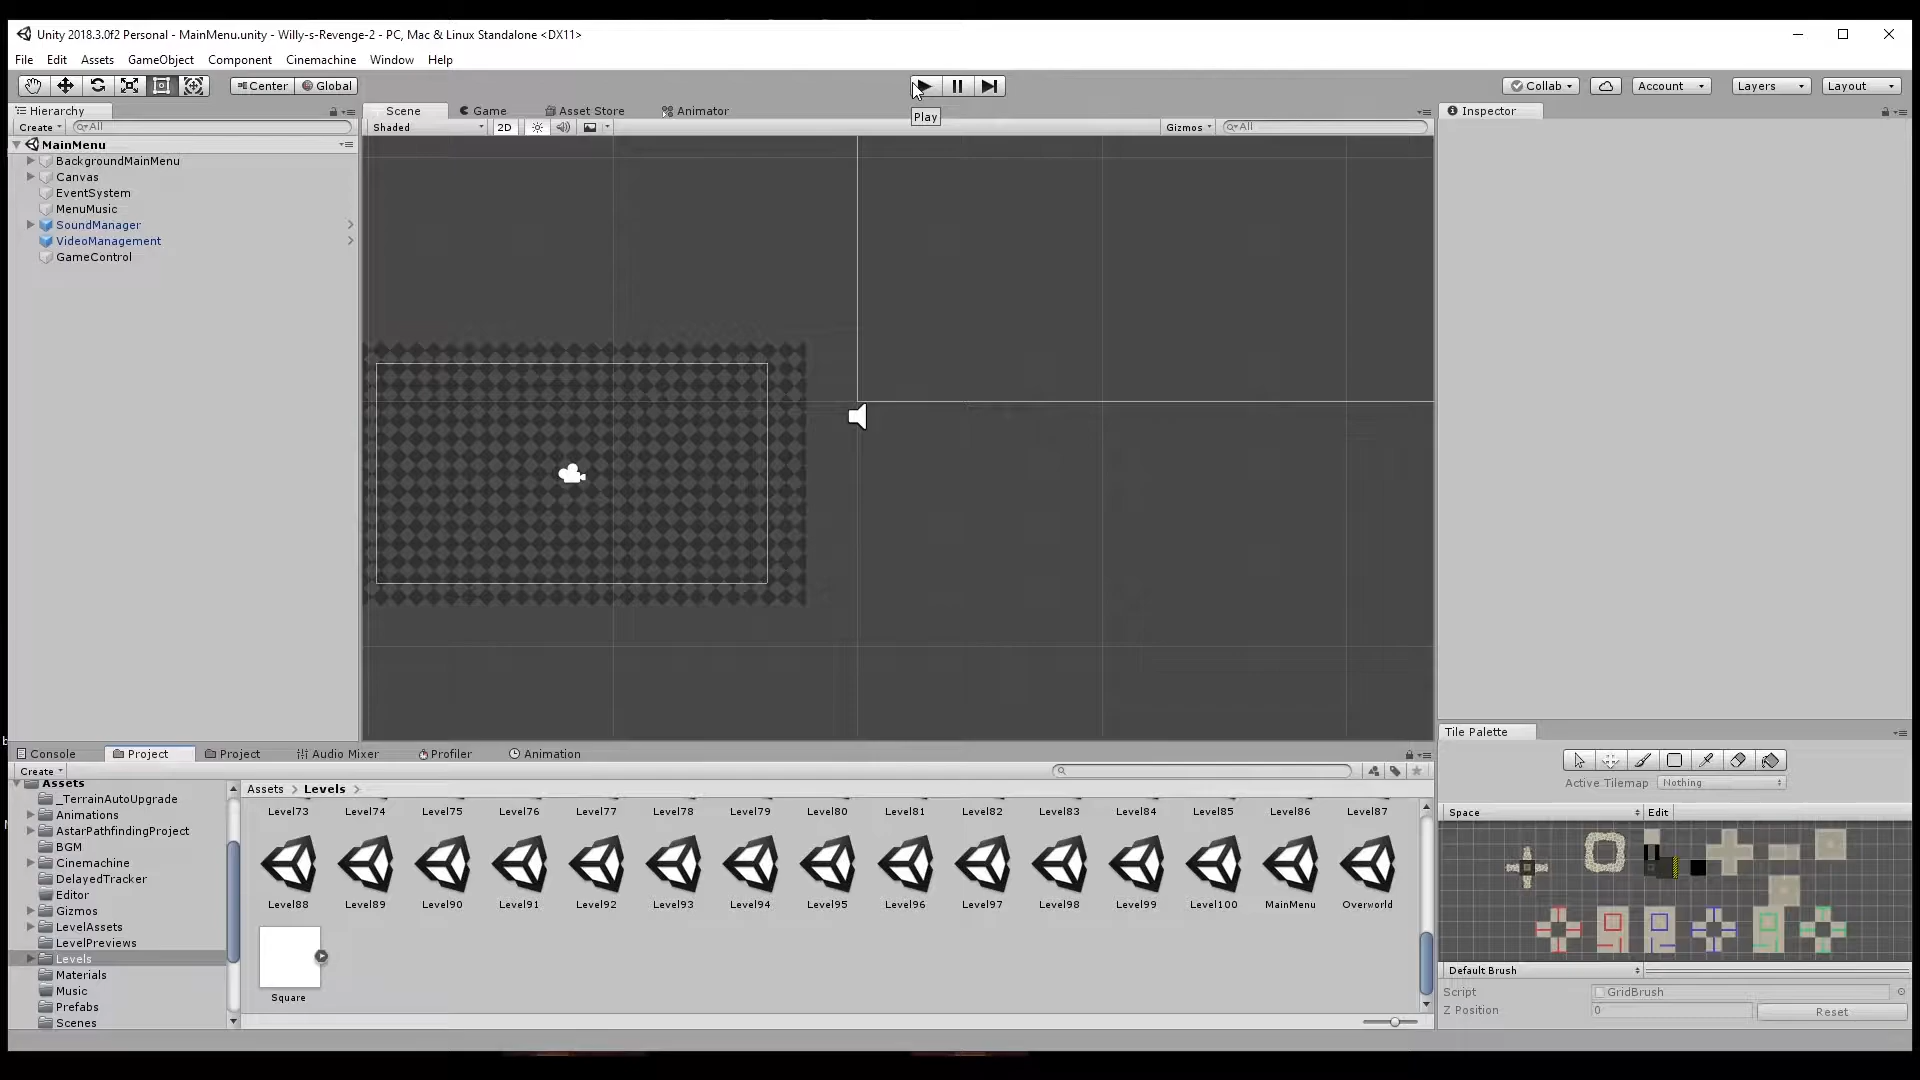 Unity 2018.3.0f2 Personal - MainMenu.unity - Willy-s-Revenge-2 - PC, Mac & Linux Standalone <DX11>
File Edit Assets GameObject Component Cinemachine Window Help
Center Global
Collab Account Layers Layout
Play
Hierarchy
Create All
MainMenu
BackgroundMainMenu
Canvas
EventSystem
MenuMusic
SoundManager
VideoManagement
GameControl
Scene Game Asset Store Animator
Shaded 2D Gizmos All
Inspector
Console Project Project Audio Mixer Profiler Animation
Create
Assets
_TerrainAutoUpgrade
Animations
AstarPathfindingProject
BGM
Cinemachine
DelayedTracker
Editor
Gizmos
LevelAssets
LevelPreviews
Levels
Materials
Music
Prefabs
Scenes
Assets > Levels >
Level73 Level74 Level75 Level76 Level77 Level78 Level79 Level80 Level81 Level82 Level83 Level84 Level85 Level86 Level87
Level88 Level89 Level90 Level91 Level92 Level93 Level94 Level95 Level96 Level97 Level98 Level99 Level100 MainMenu Overworld
Square
Tile Palette
Active Tilemap Nothing
Space Edit
Default Brush
Script GridBrush
Z Position 0 Reset